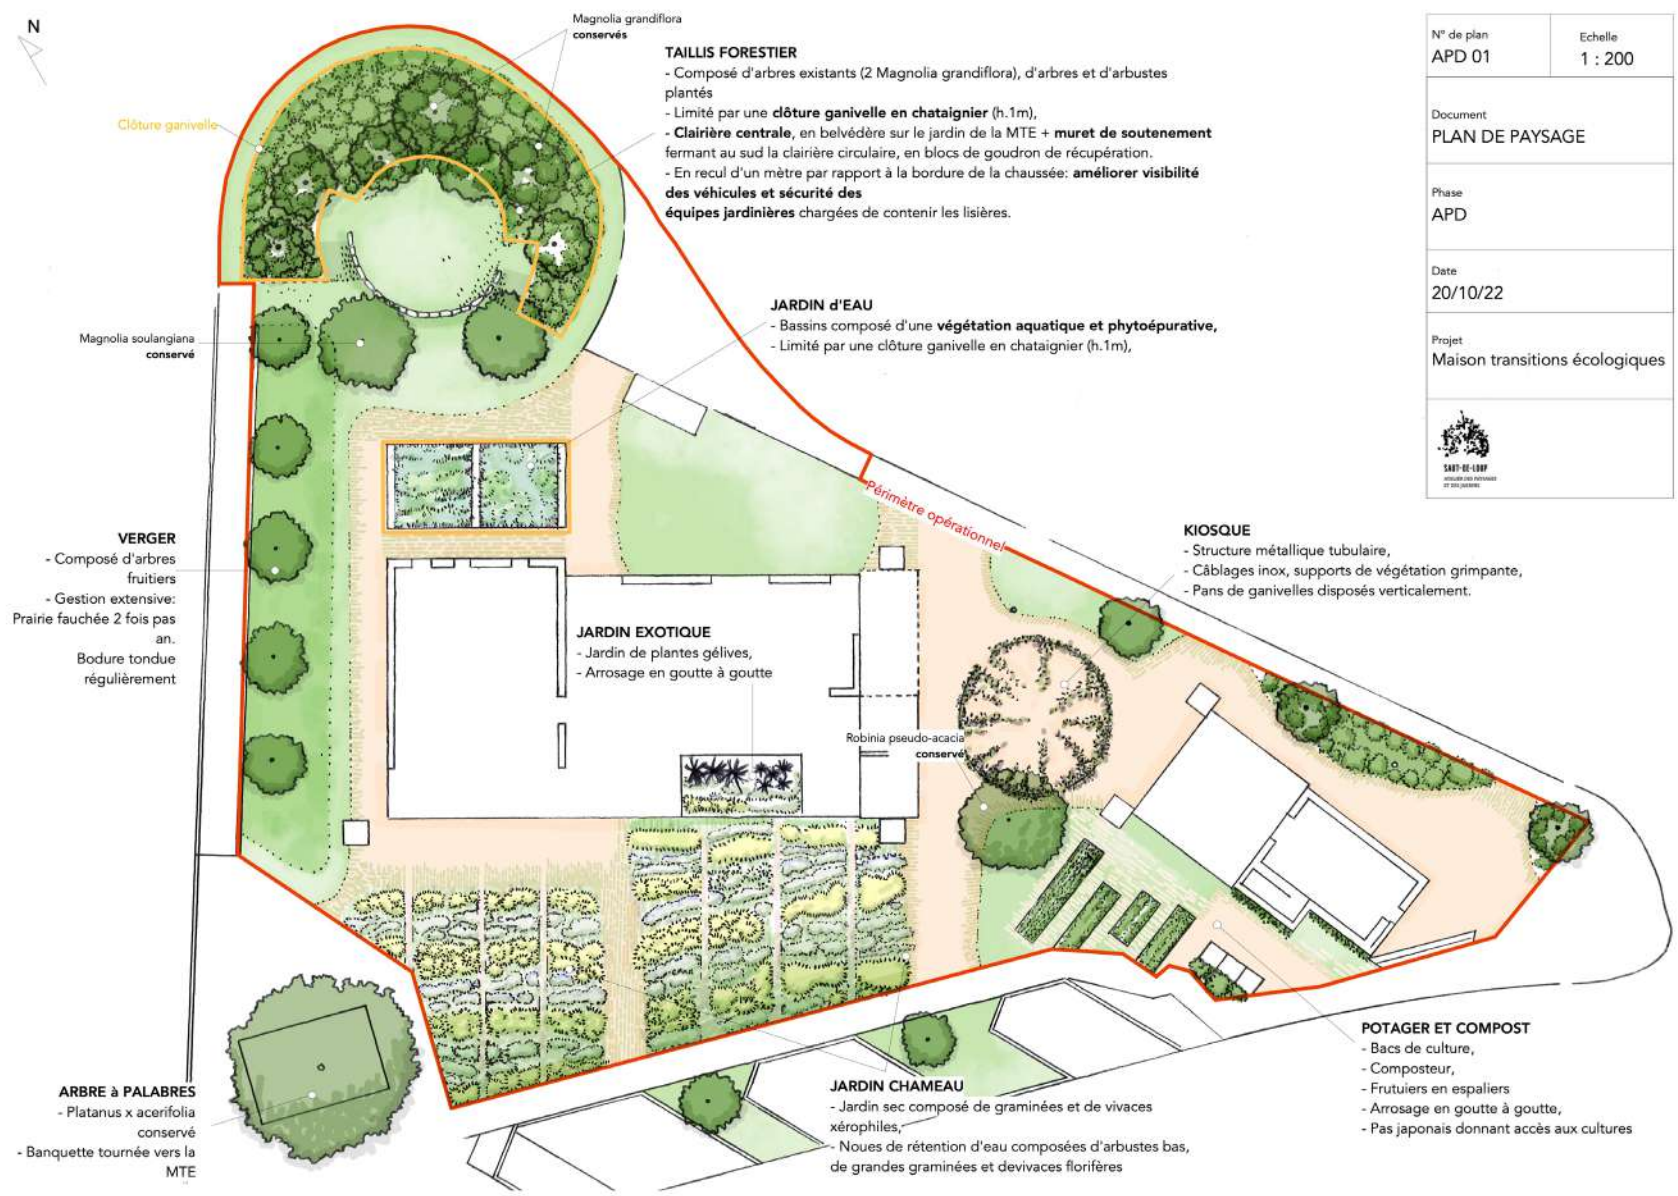 N
Magnolia grandiflora
conservés
TAILLIS FORESTIER
- Composé d'arbres existants (2 Magnolia grandiflora), d'arbres et d'arbustes
plantés
- Limité par une clôture ganivelle en chataignier (h.1m),
- Clairière centrale, en belvédère sur le jardin de la MTE + muret de soutenement
fermant au sud la clairière circulaire, en blocs de goudron de récupération.
- En recul d'un mètre par rapport à la bordure de la chaussée: améliorer visibilité
des véhicules et sécurité des
équipes jardinières chargées de contenir les lisières.
N° de plan
APD 01
Echelle
1 : 200
Document
PLAN DE PAYSAGE
Phase
APD
Date
20/10/22
Projet
Maison transitions écologiques
SAUT-DE-LOUP
ATELIER DES PAYSAGES
ET DES JARDINS
Clôture ganivelle
JARDIN d'EAU
- Bassins composé d'une végétation aquatique et phytoépurative,
- Limité par une clôture ganivelle en chataignier (h.1m),
Magnolia soulangiana
conservé
Périmètre opérationnel
KIOSQUE
- Structure métallique tubulaire,
- Câblages inox, supports de végétation grimpante,
- Pans de ganivelles disposés verticalement.
VERGER
- Composé d'arbres
fruitiers
- Gestion extensive:
Prairie fauchée 2 fois pas
an.
Bodure tondue
régulièrement
JARDIN EXOTIQUE
- Jardin de plantes gélives,
- Arrosage en goutte à goutte
Robinia pseudo-acacia
conservé
POTAGER ET COMPOST
- Bacs de culture,
- Composteur,
- Frutuiers en espaliers
- Arrosage en goutte à goutte,
- Pas japonais donnant accès aux cultures
ARBRE à PALABRES
- Platanus x acerifolia
conservé
- Banquette tournée vers la
MTE
JARDIN CHAMEAU
- Jardin sec composé de graminées et de vivaces
xérophiles,
- Noues de rétention d'eau composées d'arbustes bas,
de grandes graminées et devivaces florifères